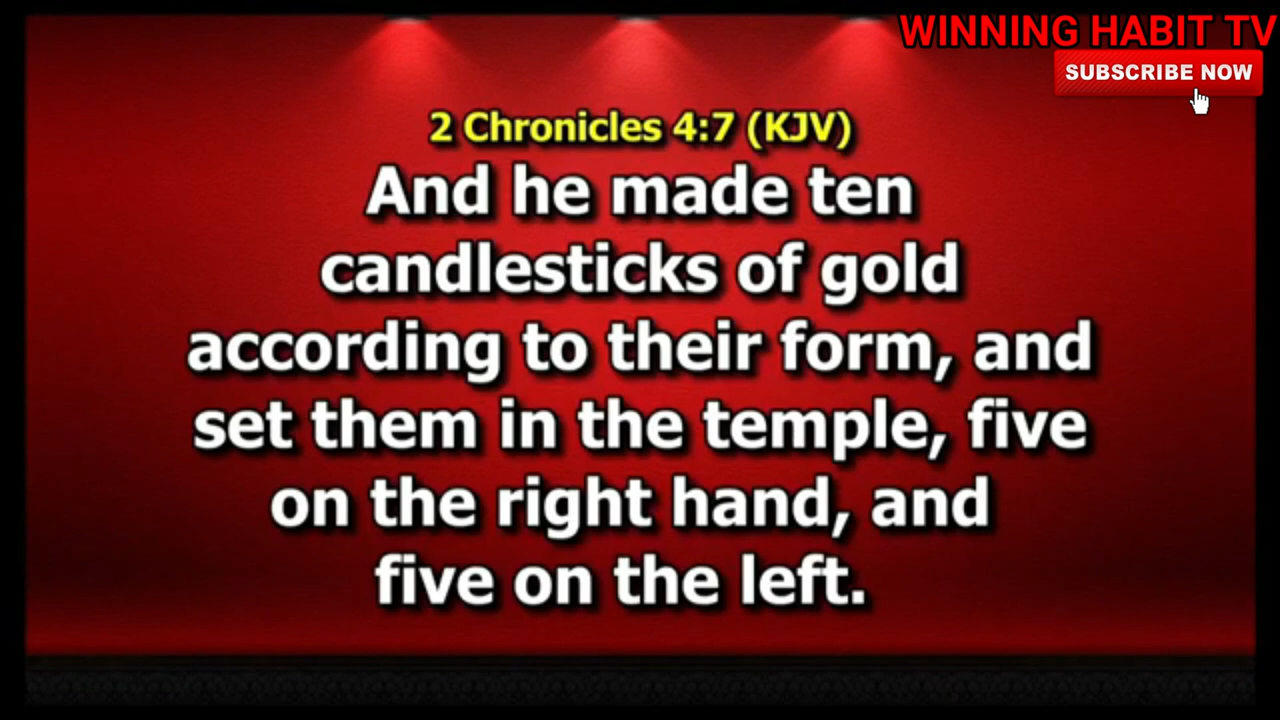 WINNING HABIT TV
SUBSCRIBE NOW
2 Chronicles 4:7 (KJV)
And he made ten
candlesticks of gold
according to their form, and
set them in the temple, five
on the right hand, and
five on the left.